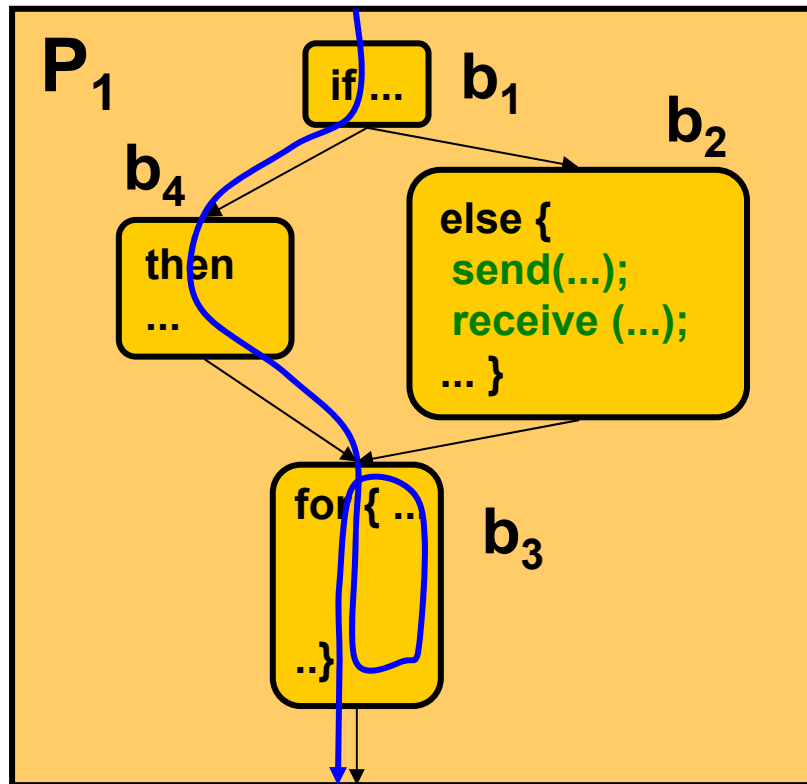 P₁
if ...
b₁
b₂
b₄
then
...
else {
send(...);
receive (...);
... }
for { ...
..}
b₃